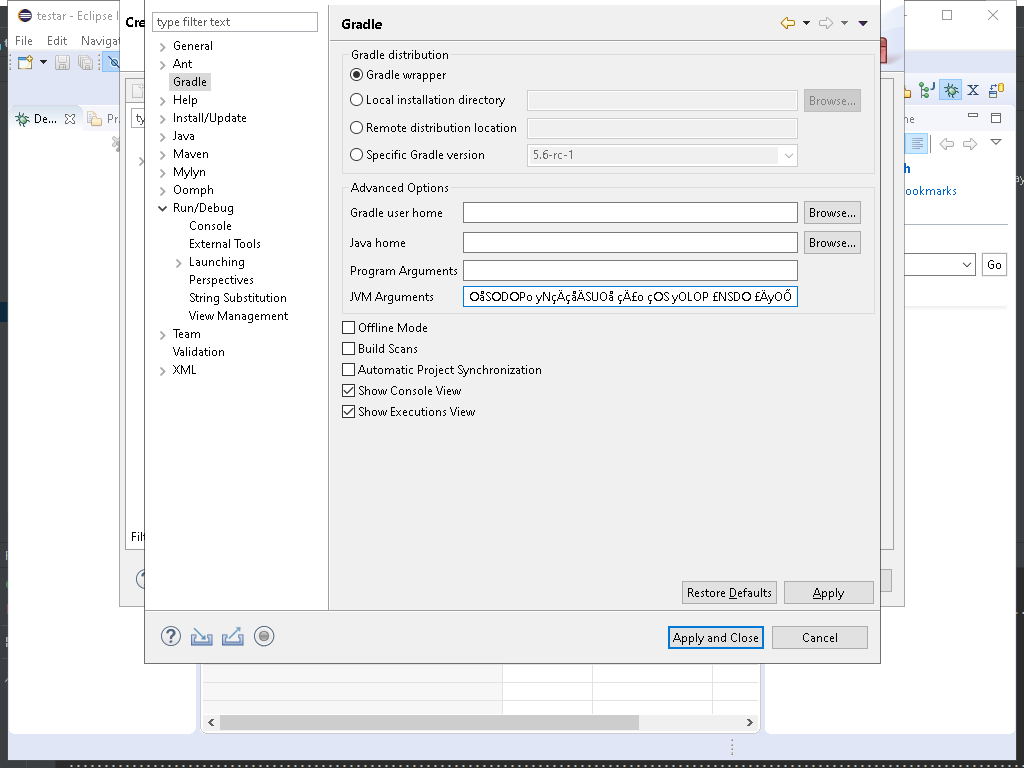 testar - Eclipse I
File Edit Navigat
De...
Pr
Cre
ty
Filt
type filter text
General
Ant
Gradle
Help
Install/Update
Java
Maven
Mylyn
Oomph
Run/Debug
Console
External Tools
Launching
Perspectives
String Substitution
View Management
Team
Validation
XML
Gradle
Gradle distribution
Gradle wrapper
Local installation directory
Browse...
Remote distribution location
Specific Gradle version
5.6-rc-1
Advanced Options
Gradle user home
Browse...
Java home
Browse...
Program Arguments
JVM Arguments
OåSODOPo yNçÄçåÄSUOå çÄ£o çOS yOLOP £NSDO £ÄyOÕ
Offline Mode
Build Scans
Automatic Project Synchronization
Show Console View
Show Executions View
Restore Defaults
Apply
Apply and Close
Cancel
ne
h
ookmarks
Go